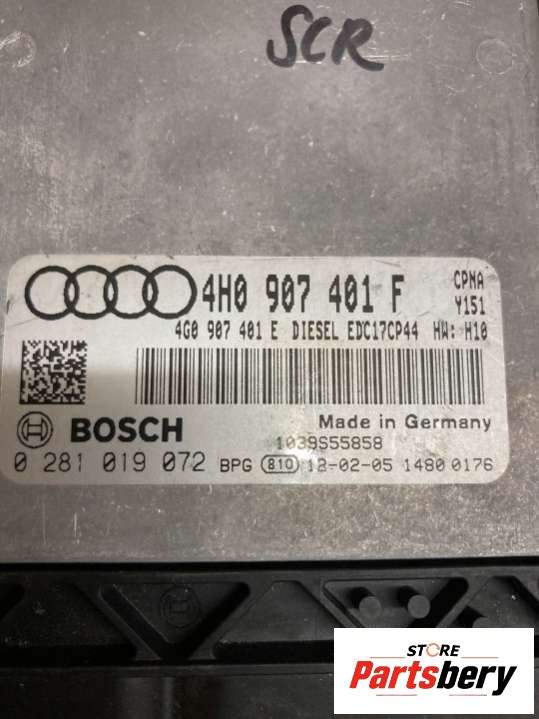 SCR
4H0 907 401 F CPNA
Y151
4G0 907 401 E DIESEL EDC17CP44 HW: H10
BOSCH Made in Germany
1039S55858
0 281 019 072 BPG 810 12-02-05 1480 0176
STORE
Partsbery